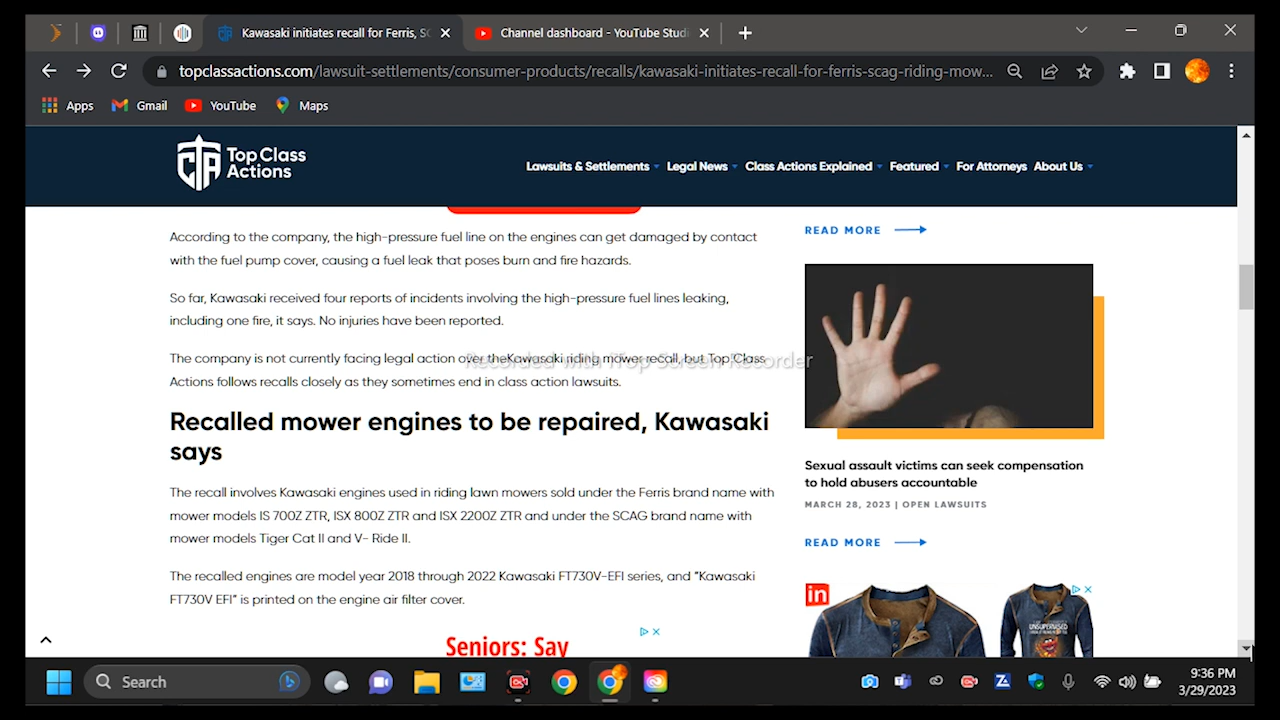 Kawasaki initiates recall for Ferris, SC
Channel dashboard - YouTube Studi
topclassactions.com/lawsuit-settlements/consumer-products/recalls/kawasaki-initiates-recall-for-ferris-scag-riding-mow...
Apps
Gmail
YouTube
Maps
CTA
Top Class
Actions
Lawsuits & Settlements
Legal News
Class Actions Explained
Featured
For Attorneys
About Us
According to the company, the high-pressure fuel line on the engines can get damaged by contact
with the fuel pump cover, causing a fuel leak that poses burn and fire hazards.
So far, Kawasaki received four reports of incidents involving the high-pressure fuel lines leaking,
including one fire, it says. No injuries have been reported.
The company is not currently facing legal action over theKawasaki riding mower recall, but Top Class
Actions follows recalls closely as they sometimes end in class action lawsuits.
Recorded with iTop Screen Recorder
Recalled mower engines to be repaired, Kawasaki
says
The recall involves Kawasaki engines used in riding lawn mowers sold under the Ferris brand name with
mower models IS 700Z ZTR, ISX 800Z ZTR and ISX 2200Z ZTR and under the SCAG brand name with
mower models Tiger Cat II and V- Ride II.
The recalled engines are model year 2018 through 2022 Kawasaki FT730V-EFI series, and “Kawasaki
FT730V EFI” is printed on the engine air filter cover.
Seniors: Say
READ MORE
Sexual assault victims can seek compensation
to hold abusers accountable
MARCH 28, 2023 | OPEN LAWSUITS
READ MORE
in
UNSUPERVISED
Search
9:36 PM
3/29/2023